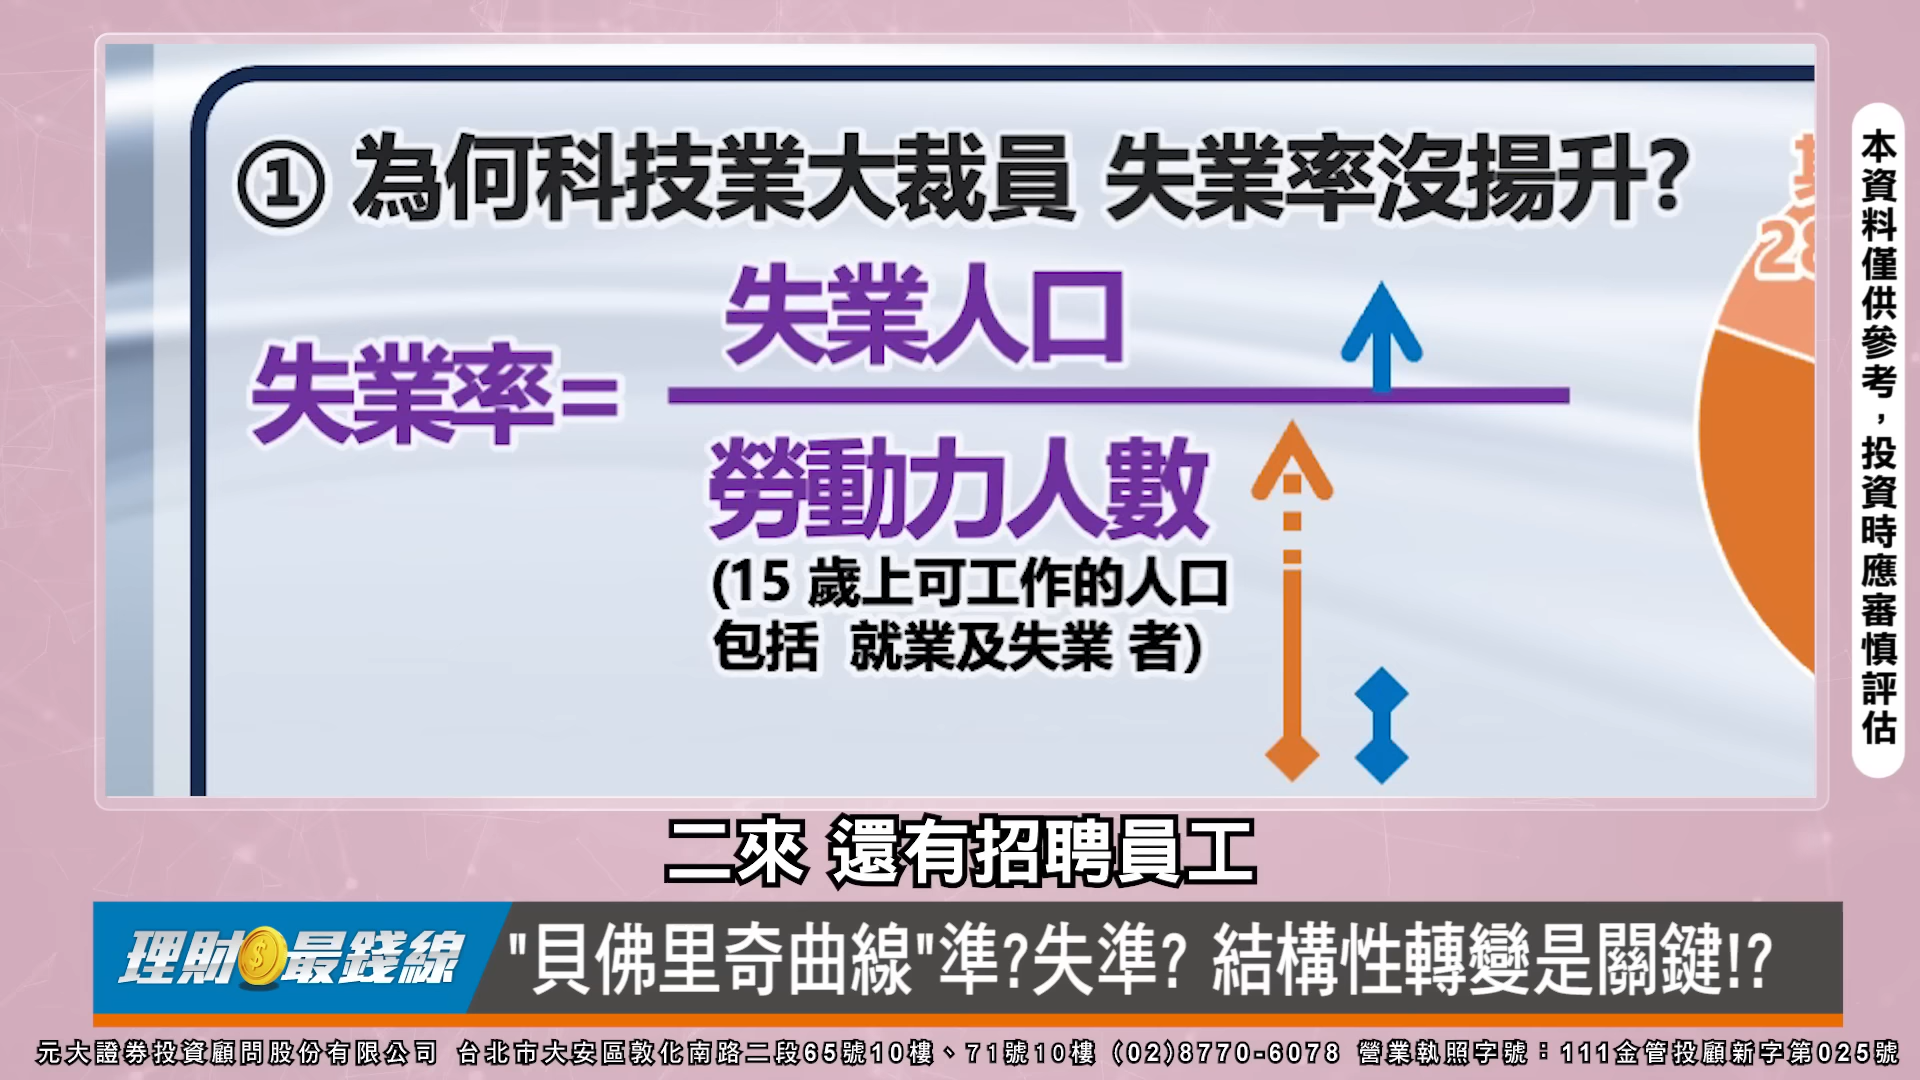 ① 為何科技業大裁員 失業率沒揚升?
失業人口
失業率=
勞動力人數
(15 歲上可工作的人口
包括 就業及失業 者)
28
本資料僅供參考，投資時應審慎評估
二來 還有招聘員工
理財最錢線
"貝佛里奇曲線"準?失準? 結構性轉變是關鍵!?
元大證券投資顧問股份有限公司 台北市大安區敦化南路二段65號10樓、71號10樓 (02)8770-6078 營業執照字號：111金管投顧新字第025號